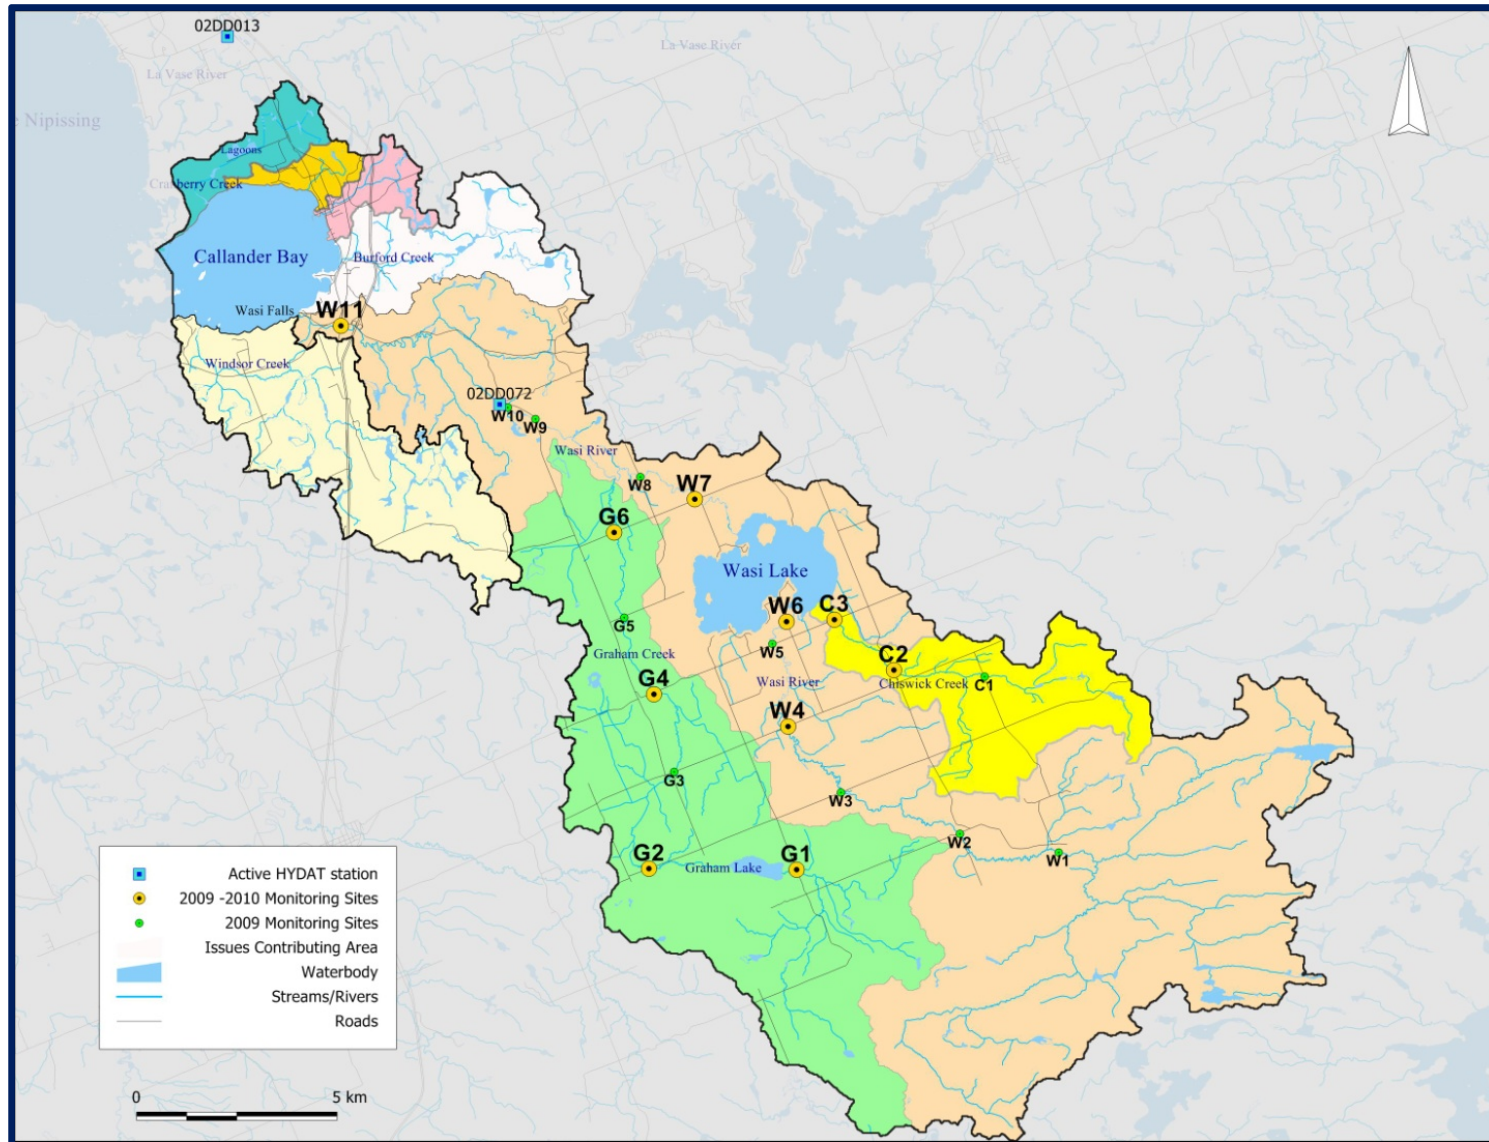 02DD013
La Vase River
La Vase River
e Nipissing
Lagoons
Cranberry Creek
Callander Bay
Burford Creek
Wasi Falls
W11
Windsor Creek
02DD072
W10
W9
Wasi River
W8
W7
G6
Wasi Lake
W6
C3
G5
W5
Graham Creek
C2
Chiswick Creek
C1
Wasi River
G4
W4
G3
W3
W2
W1
G2
Graham Lake
G1
Active HYDAT station
2009 -2010 Monitoring Sites
2009 Monitoring Sites
Issues Contributing Area
Waterbody
Streams/Rivers
Roads
0 5 km